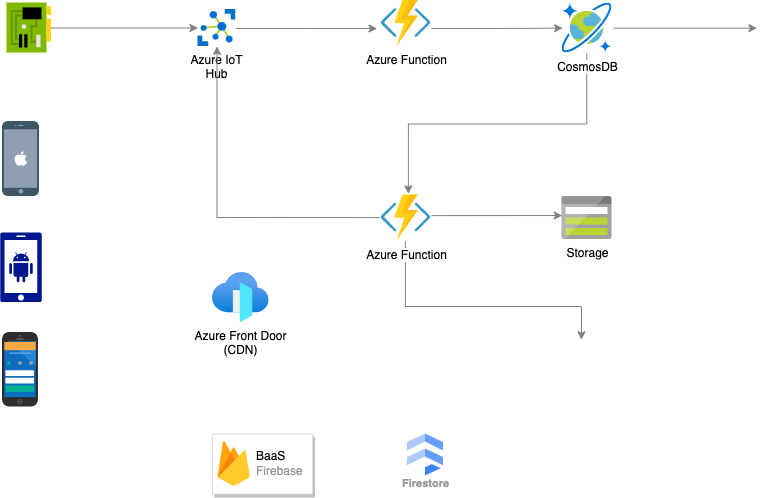 Azure IoT
Hub
Azure Function
CosmosDB
Azure Function
Storage
Azure Front Door
(CDN)
BaaS
Firebase
Firestore